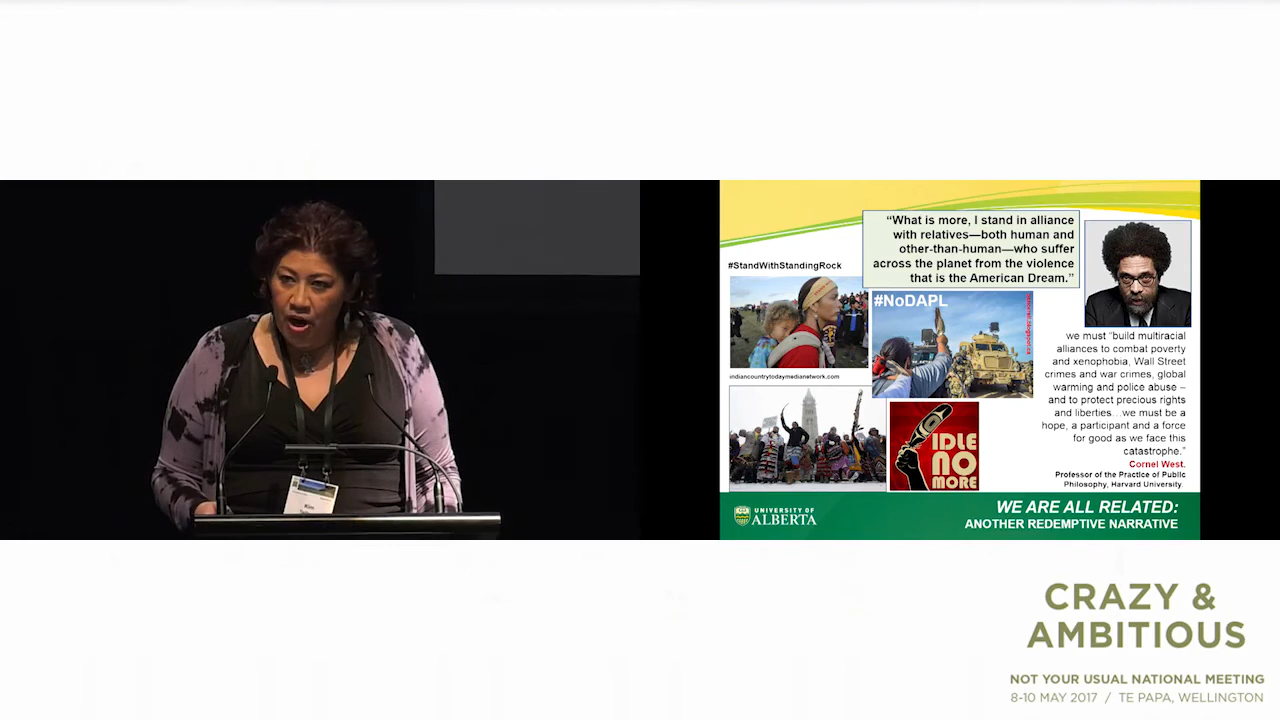 Kim
"What is more, I stand in alliance
with relatives—both human and
other-than-human—who suffer
across the planet from the violence
that is the American Dream."
#StandWithStandingRock
#NoDAPL
indiancountrytodaymedianetwork.com
IDLE
NO
MORE
we must "build multiracial
alliances to combat poverty
and xenophobia, Wall Street
crimes and war crimes, global
warming and police abuse –
and to protect precious rights
and liberties…we must be a
hope, a participant and a force
for good as we face this
catastrophe."
Cornel West.
Professor of the Practice of Public
Philosophy, Harvard University.
UNIVERSITY OF
ALBERTA
WE ARE ALL RELATED:
ANOTHER REDEMPTIVE NARRATIVE
CRAZY &
AMBITIOUS
NOT YOUR USUAL NATIONAL MEETING
8-10 MAY 2017 / TE PAPA, WELLINGTON